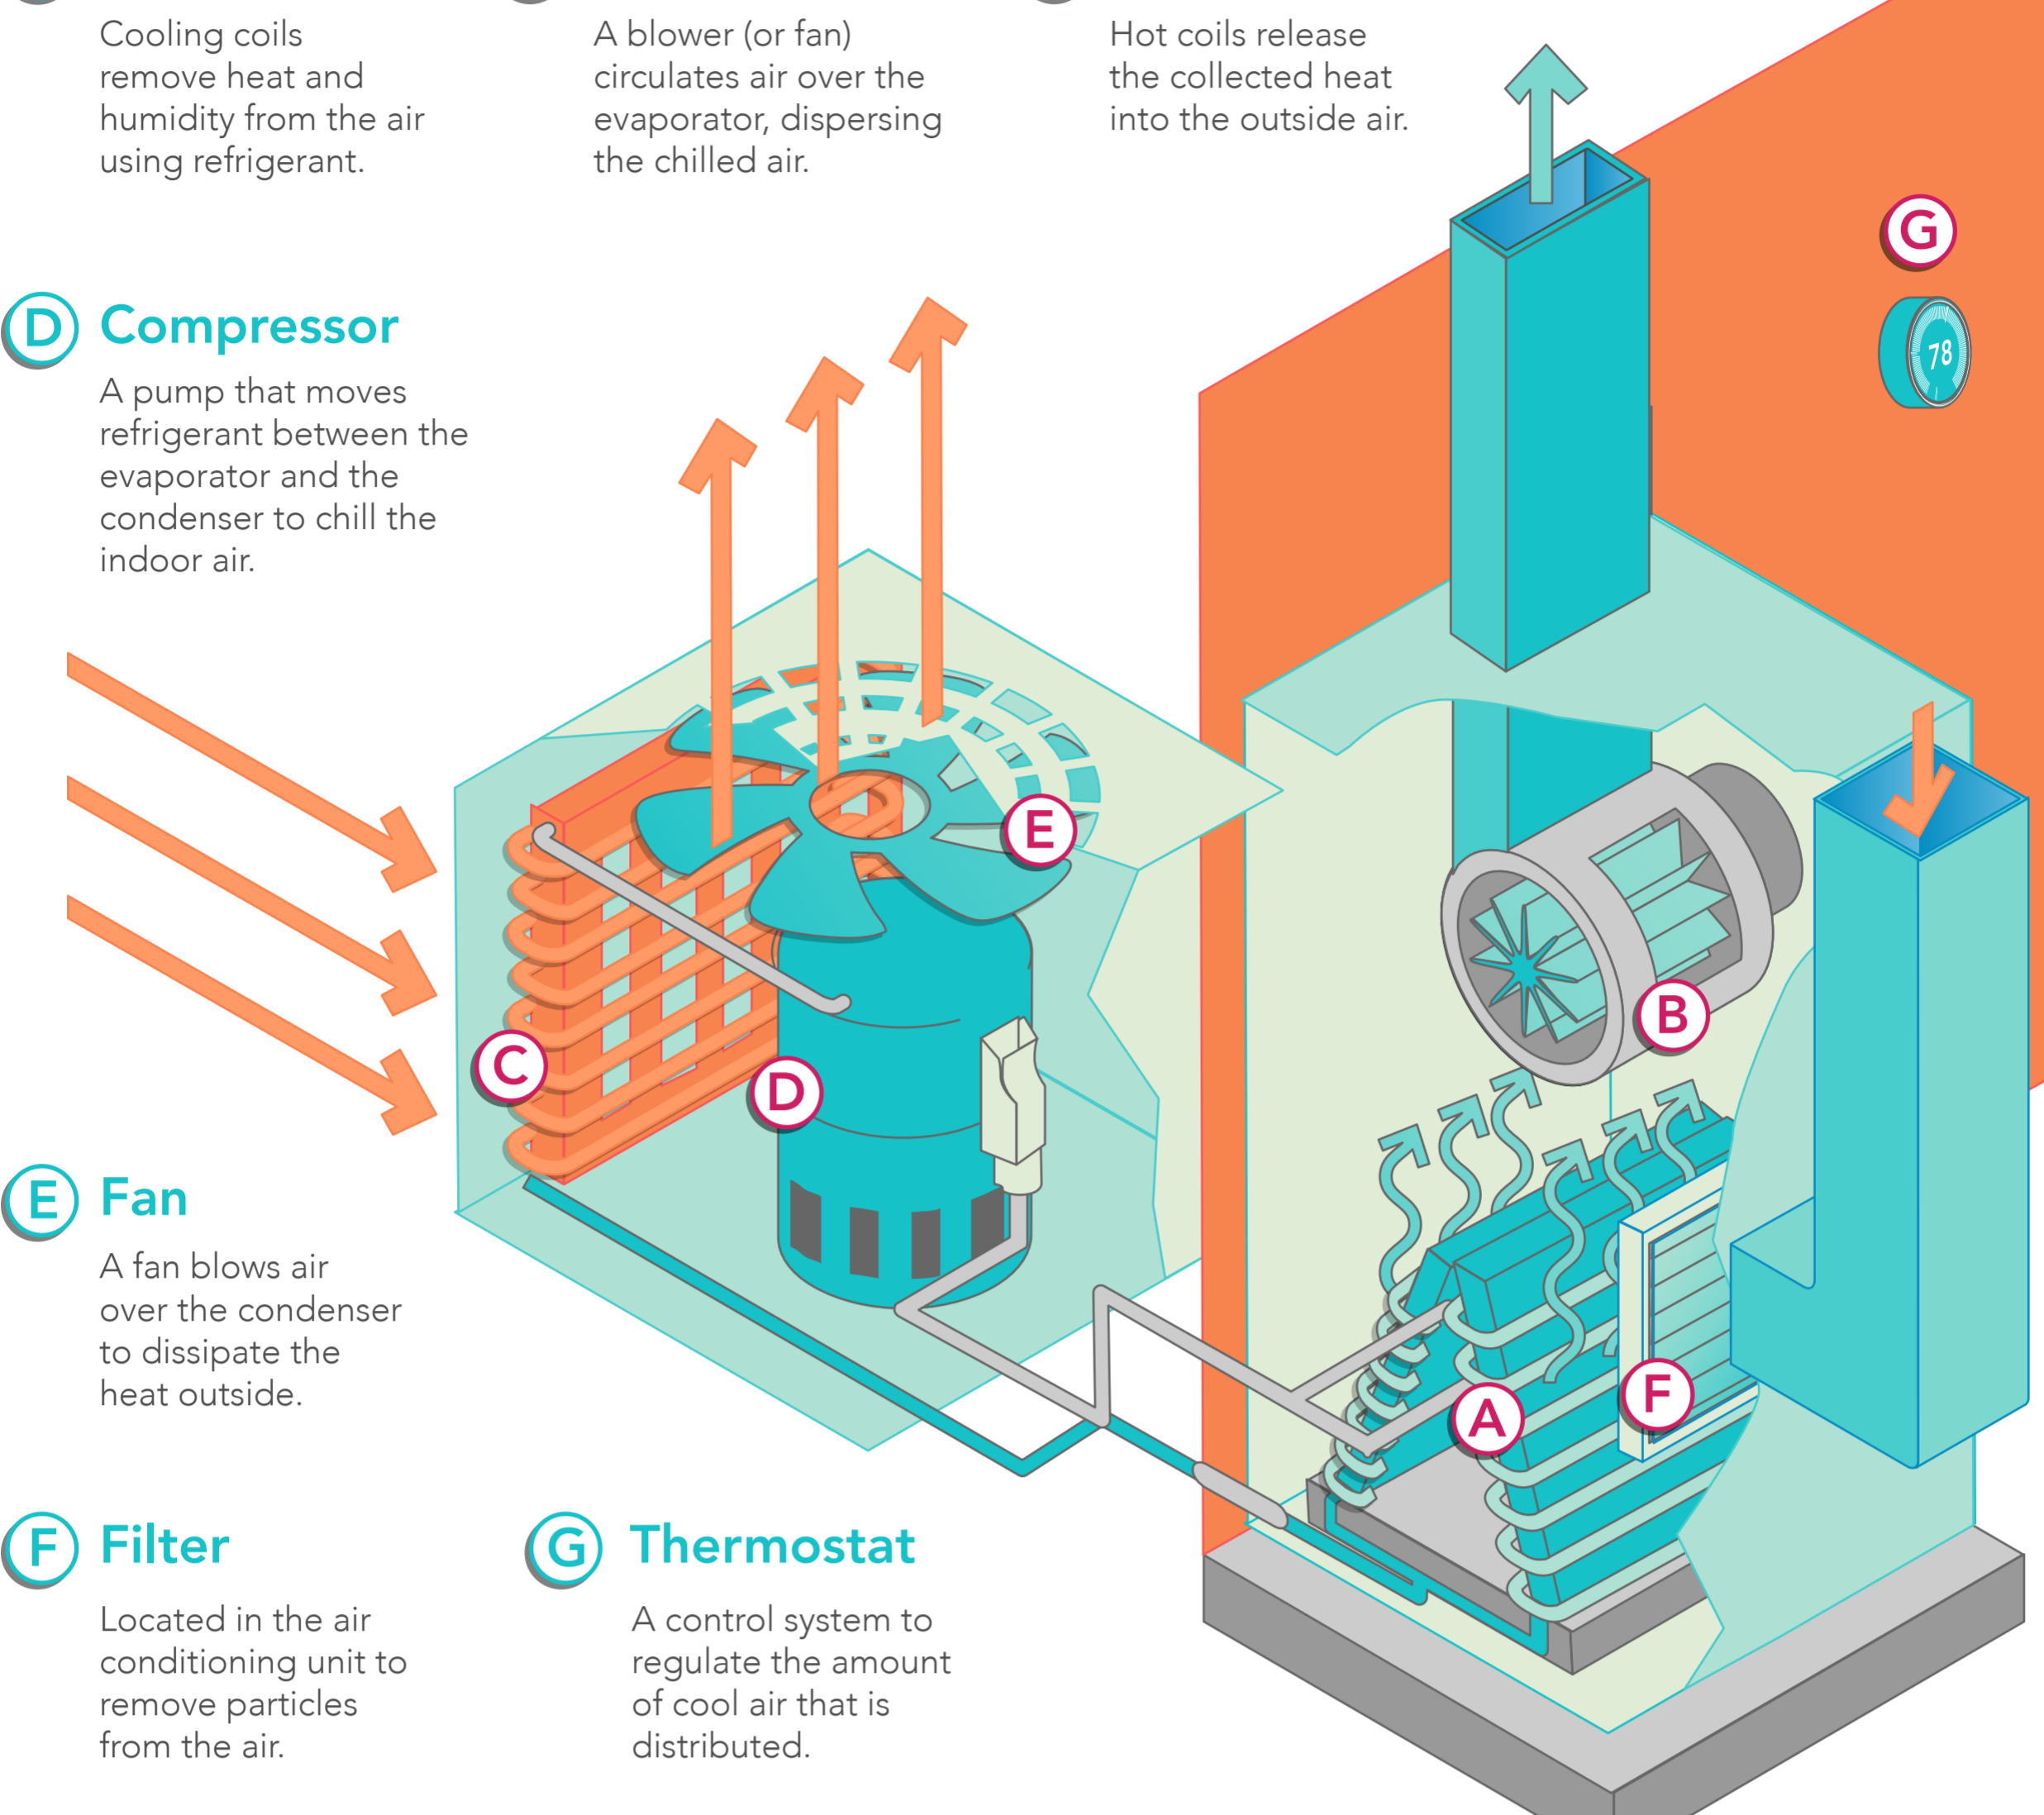 Cooling coils
remove heat and
humidity from the air
using refrigerant.
A blower (or fan)
circulates air over the
evaporator, dispersing
the chilled air.
Hot coils release
the collected heat
into the outside air.
G
78
D Compressor
A pump that moves
refrigerant between the
evaporator and the
condenser to chill the
indoor air.
E
B
C
D
E Fan
A fan blows air
over the condenser
to dissipate the
heat outside.
A
F
F Filter
Located in the air
conditioning unit to
remove particles
from the air.
G Thermostat
A control system to
regulate the amount
of cool air that is
distributed.